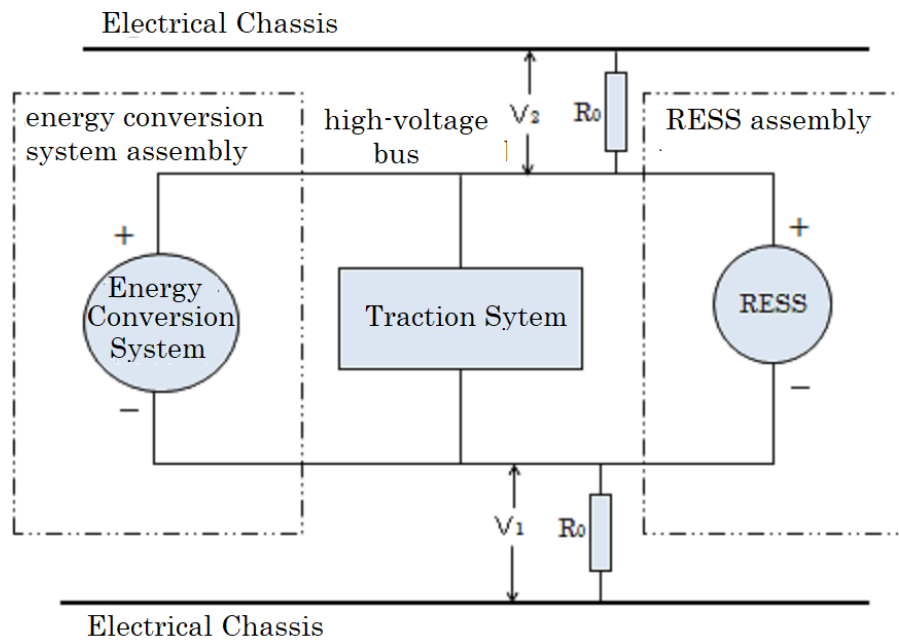 Electrical Chassis
energy conversion
system assembly
high-voltage
bus
V2
R0
RESS assembly
+
+
Energy
Conversion
System
Traction Sytem
RESS
−
−
V1
R0
Electrical Chassis